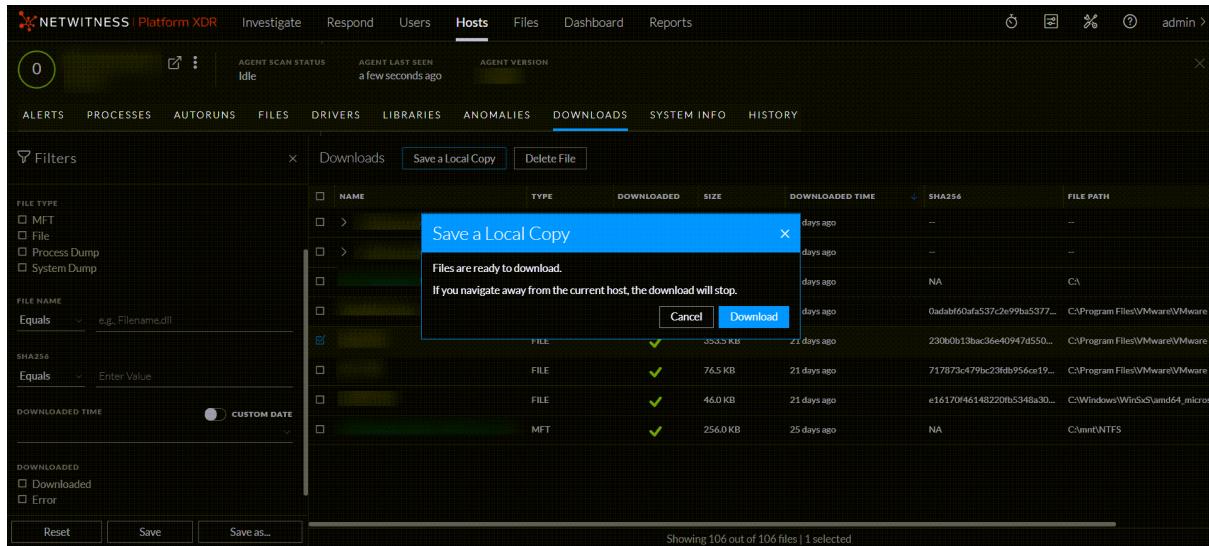 NETWITNESS Platform XDR Investigate Respond Users Hosts Files Dashboard Reports admin >
0 AGENT SCAN STATUS AGENT LAST SEEN AGENT VERSION
Idle a few seconds ago
ALERTS PROCESSES AUTORUNS FILES DRIVERS LIBRARIES ANOMALIES DOWNLOADS SYSTEM INFO HISTORY
Filters
FILE TYPE
MFT
File
Process Dump
System Dump
FILE NAME
Equals e.g., Filename.dll
SHA256
Equals Enter Value
DOWNLOADED TIME CUSTOM DATE
DOWNLOADED
Downloaded
Error
Reset Save Save as...
Downloads Save a Local Copy Delete File
NAME TYPE DOWNLOADED SIZE DOWNLOADED TIME SHA256 FILE PATH
days ago -- --
days ago -- --
days ago NA C:\
days ago 0adabf60afa537c2e99ba5377... C:\Program Files\VMware\VMware
FILE 353.5 KB 21 days ago 230b0b13bac36e40947d550... C:\Program Files\VMware\VMware
FILE 76.5 KB 21 days ago 717873c479bc23fdb956ce19... C:\Program Files\VMware\VMware
FILE 46.0 KB 21 days ago e16170f46148220fb5348a30... C:\Windows\WinSxS\amd64_micros
MFT 256.0 KB 25 days ago NA C:\mnt\NTFS
Save a Local Copy
Files are ready to download.
If you navigate away from the current host, the download will stop.
Cancel Download
Showing 106 out of 106 files | 1 selected